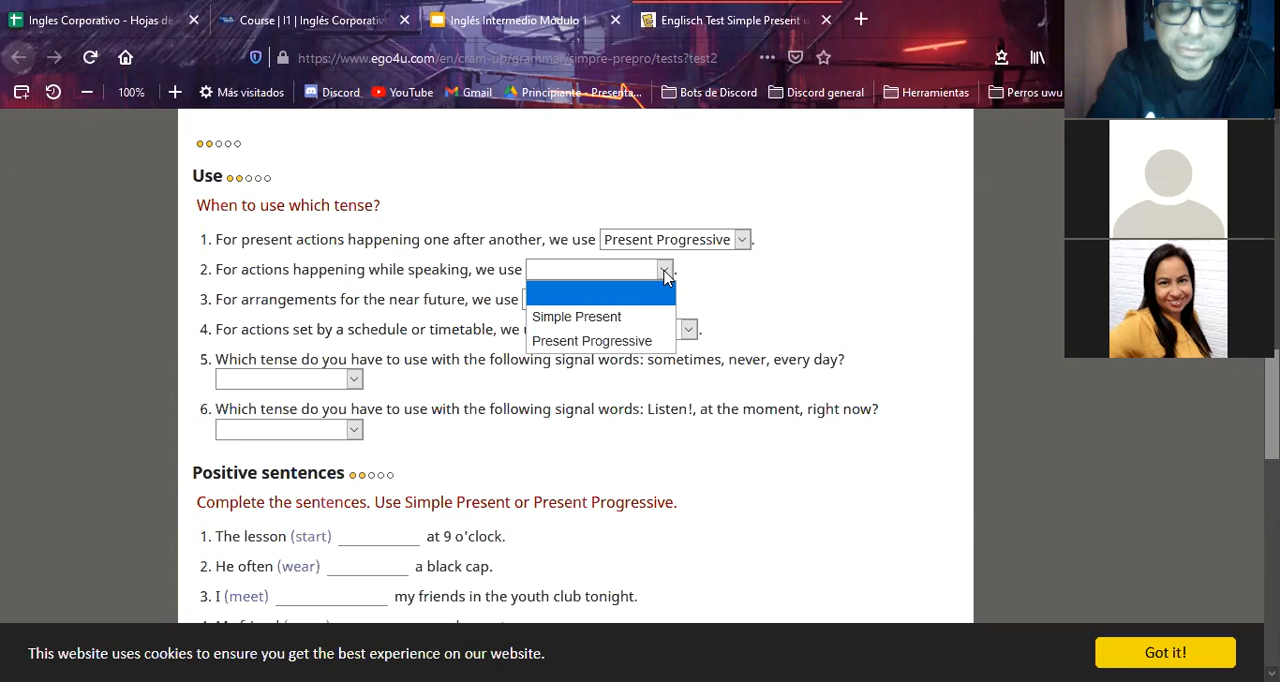 Ingles Corporativo - Hojas de
Course | I1 | Inglés Corporativ
Inglés Intermedio Módulo 1 -
Englisch Test Simple Present u
https://www.ego4u.com/en/cram-up/grammar/simpre-prepro/tests?test2
100%
Más visitados
Discord
YouTube
Gmail
Principiante - Presenta...
Bots de Discord
Discord general
Herramientas
Perros uwu
Use
When to use which tense?
1. For present actions happening one after another, we use Present Progressive .
2. For actions happening while speaking, we use .
Simple Present
Present Progressive
3. For arrangements for the near future, we use
4. For actions set by a schedule or timetable, we .
5. Which tense do you have to use with the following signal words: sometimes, never, every day?
6. Which tense do you have to use with the following signal words: Listen!, at the moment, right now?
Positive sentences
Complete the sentences. Use Simple Present or Present Progressive.
1. The lesson (start) __________ at 9 o'clock.
2. He often (wear) __________ a black cap.
3. I (meet) __________ my friends in the youth club tonight.
This website uses cookies to ensure you get the best experience on our website.
Got it!